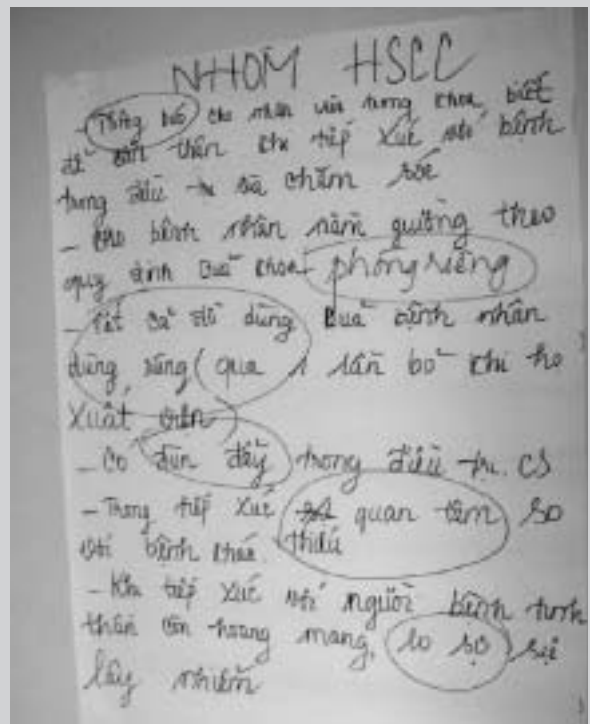 NHÓM HSCC
- Thông báo cho nhân viên trong khoa biết
để cẩn thận khi tiếp xúc với bệnh
trong điều trị và chăm sóc
- Cho bệnh nhân nằm giường theo
quy định của khoa - phòng riêng
- Tất cả đồ dùng của bệnh nhân
dùng riêng (qua 1 lần bỏ khi họ
xuất viện)
- Có đùn đẩy trong điều trị. CS
- Trong tiếp xúc quan tâm so
với bệnh khác. thiếu
- Khi tiếp xúc với người bệnh tinh
thần còn hoang mang, lo sợ sự
lây nhiễm